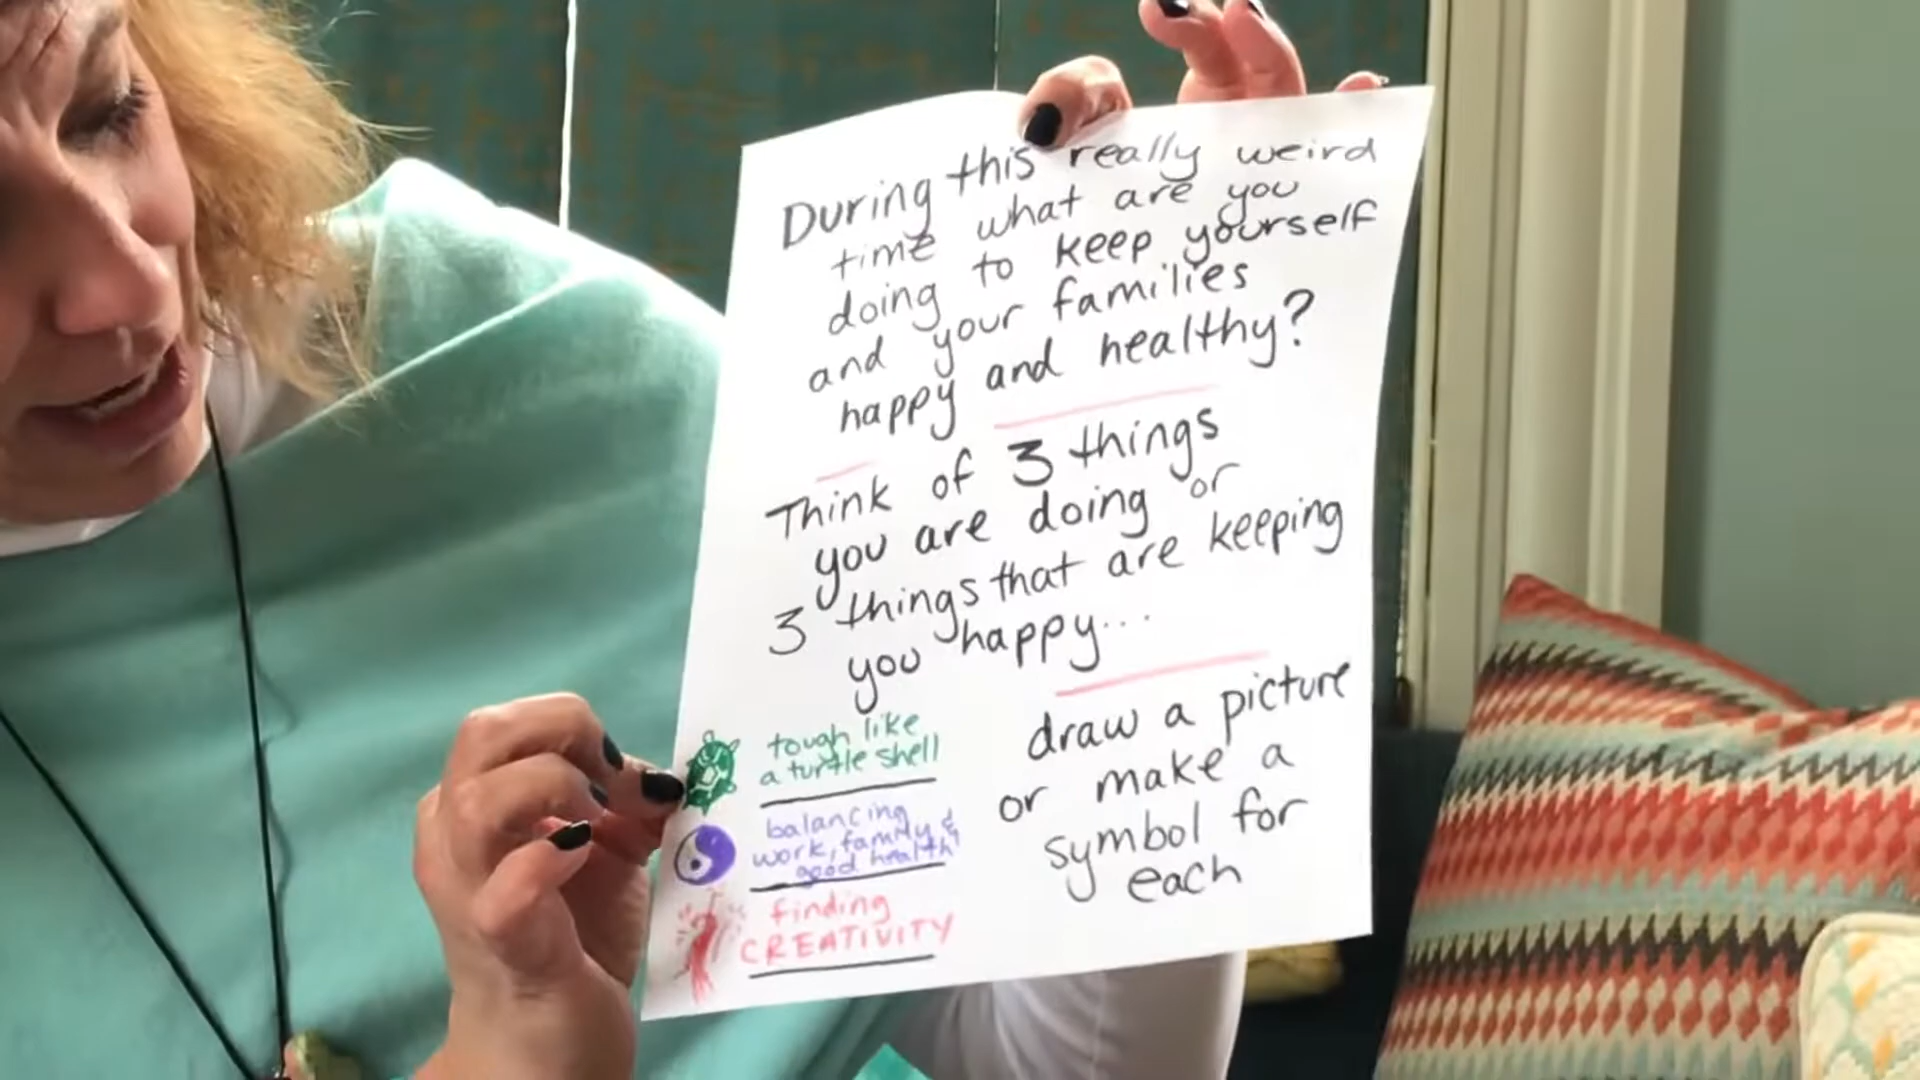 During this really weird
time what are you
doing to keep yourself
and your families
happy and healthy?
Think of 3 things
you are doing or
3 things that are keeping
you happy...
draw a picture
or make a
symbol for
each
tough like
a turtle shell
balancing
work, family &
good health
finding
CREATIVITY